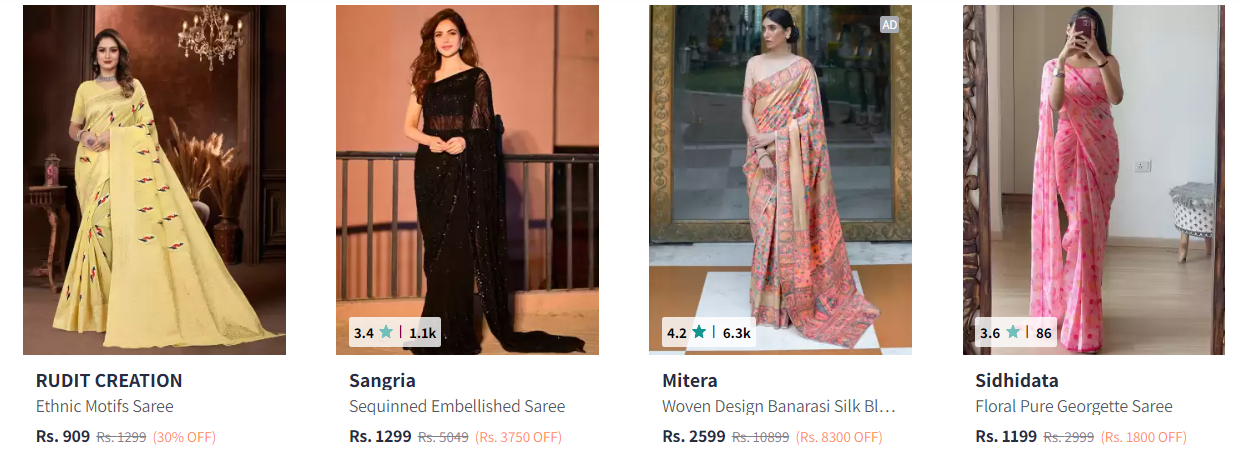 AD
3.4 ★ | 1.1k
4.2 ★ | 6.3k
3.6 ★ | 86
RUDIT CREATION
Ethnic Motifs Saree
Rs. 909 Rs. 1299 (30% OFF)
Sangria
Sequinned Embellished Saree
Rs. 1299 Rs. 5049 (Rs. 3750 OFF)
Mitera
Woven Design Banarasi Silk Bl...
Rs. 2599 Rs. 10899 (Rs. 8300 OFF)
Sidhidata
Floral Pure Georgette Saree
Rs. 1199 Rs. 2999 (Rs. 1800 OFF)